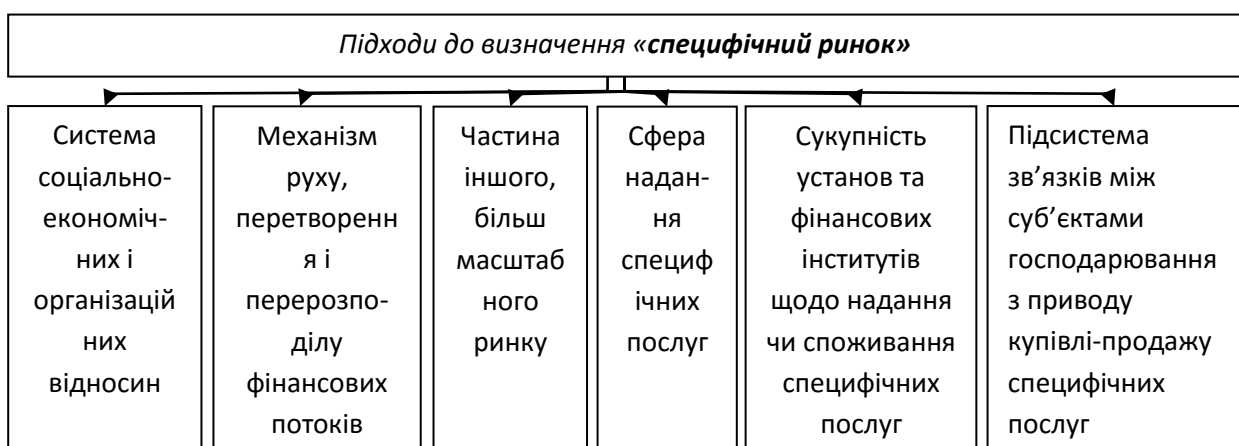 Підходи до визначення «специфічний ринок»
Система
соціально-
економіч-
них і
організацій
них
відносин
Механізм
руху,
перетворенн
я і
перерозпо-
ділу
фінансових
потоків
Частина
іншого,
більш
масштаб
ного
ринку
Сфера
надан-
ня
специф
ічних
послуг
Сукупність
установ та
фінансових
інститутів
щодо надання
чи споживання
специфічних
послуг
Підсистема
зв’язків між
суб’єктами
господарювання
з приводу
купівлі-продажу
специфічних
послуг